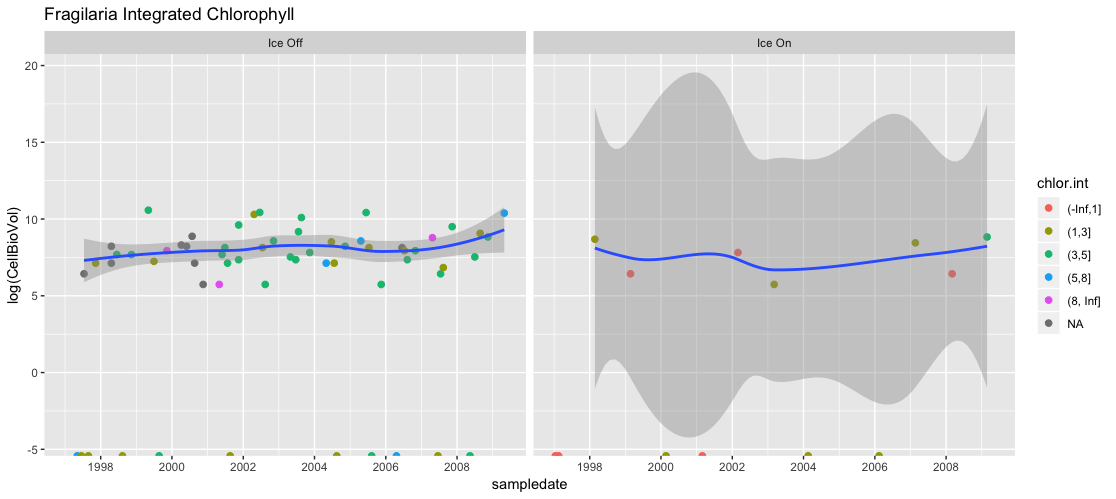 Fragilaria Integrated Chlorophyll
Ice Off
Ice On
log(CellBioVol)
20
15
10
5
0
-5
1998
2000
2002
2004
2006
2008
1998
2000
2002
2004
2006
2008
sampledate
chlor.int
(-Inf,1]
(1,3]
(3,5]
(5,8]
(8, Inf]
NA